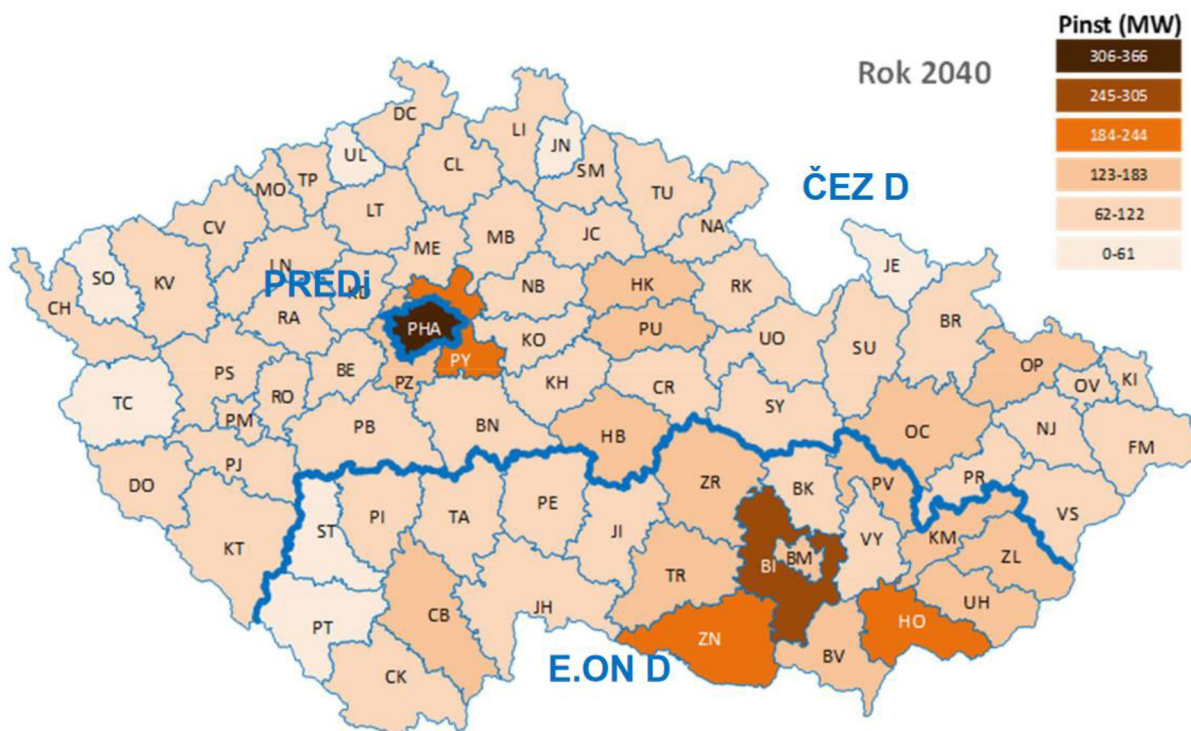 Pinst (MW)
306-366
245-305
184-244
123-183
62-122
0-61
Rok 2040
ČEZ D
PREDi
E.ON D
DC
LI
JN
UL
CL
SM
TP
MO
TU
CV
LT
NA
ME
MB
JC
SO
KV
LN
KD
NB
HK
RK
JE
CH
RA
PHA
KO
PU
UO
BR
SU
PS
BE
PZ
PY
OP
KI
TC
RO
KH
CR
OV
PM
PB
BN
HB
SY
OC
NJ
FM
PJ
DO
ZR
BK
PV
PR
KT
ST
PI
TA
PE
JI
VY
KM
VS
BI
BM
ZL
TR
PT
CB
JH
UH
HO
ZN
BV
CK